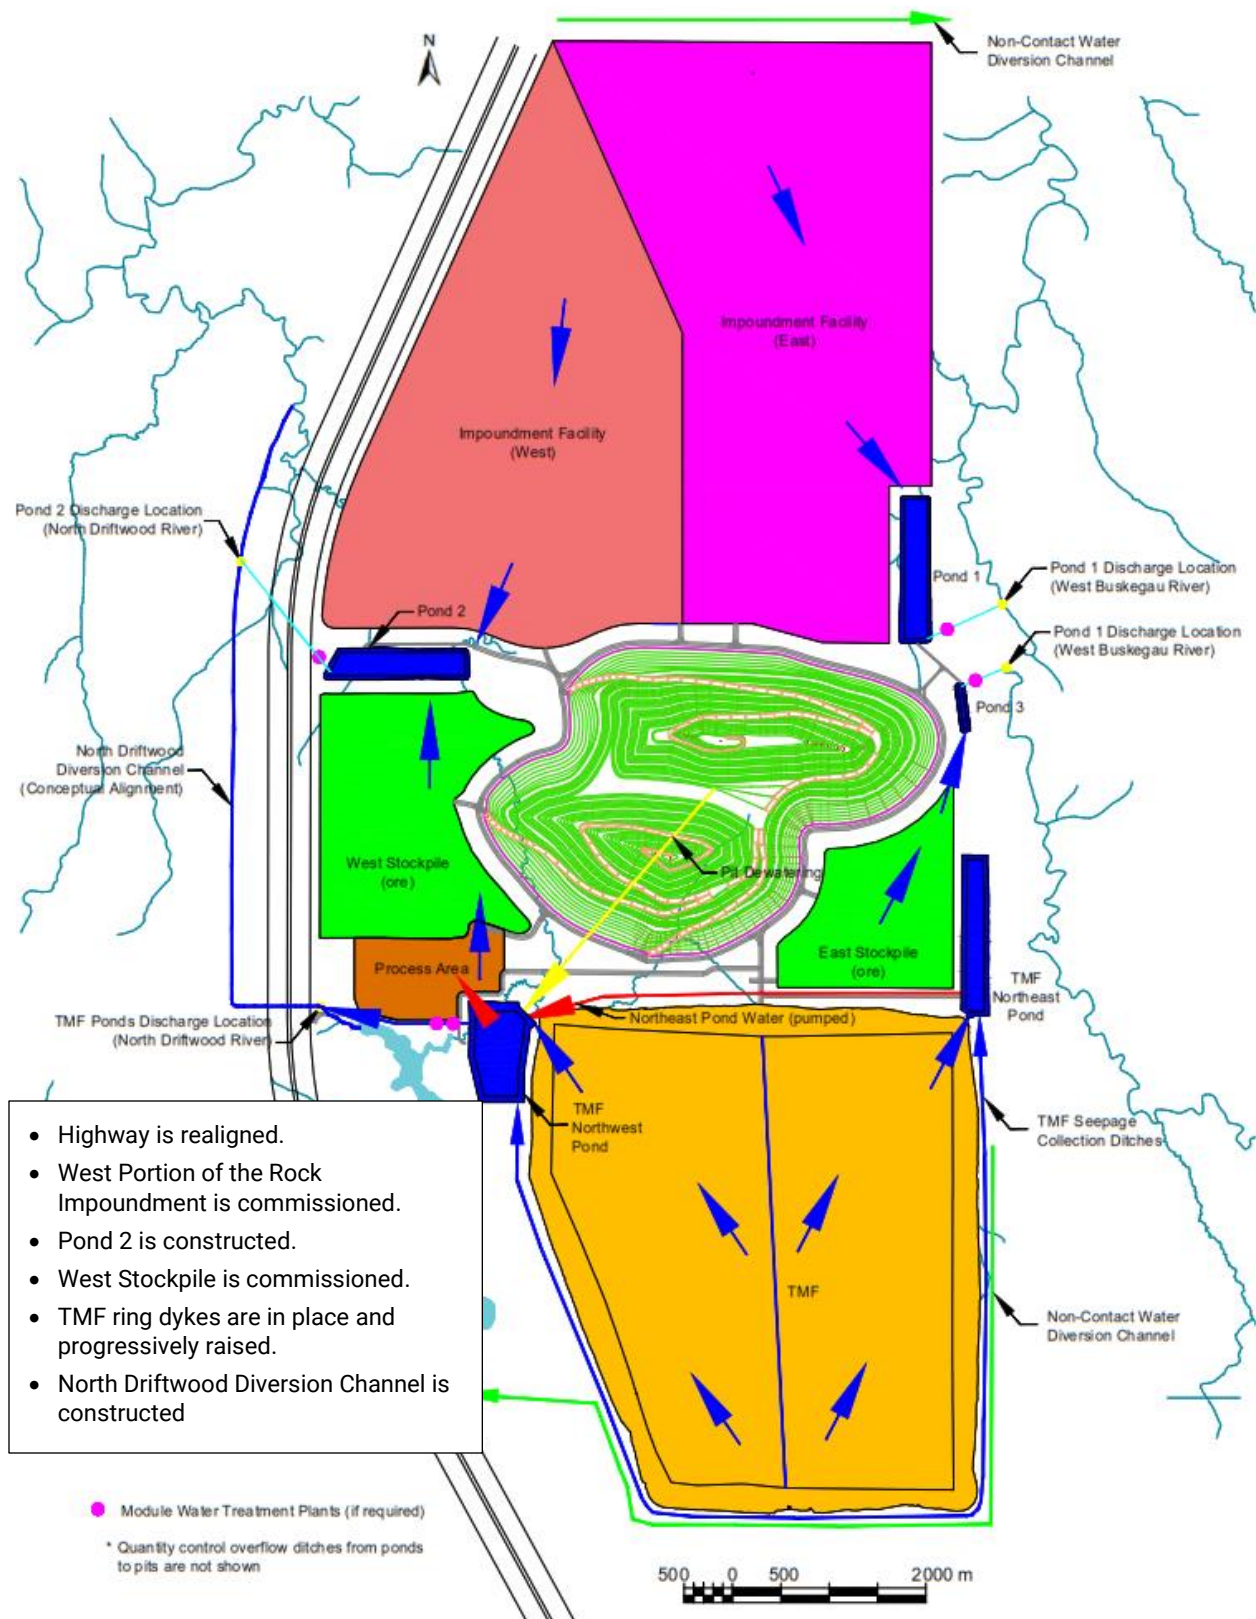 Non-Contact Water
Diversion Channel
N
Impoundment Facility
(East)
Impoundment Facility
(West)
Pond 2 Discharge Location
(North Driftwood River)
Pond 1
Pond 1 Discharge Location
(West Buskegau River)
Pond 2
Pond 1 Discharge Location
(West Buskegau River)
Pond 3
North Driftwood
Diversion Channel
(Conceptual Alignment)
West Stockpile
(ore)
Pit Dewatering
East Stockpile
(ore)
Process Area
TMF
Northeast
Pond
TMF Ponds Discharge Location
(North Driftwood River)
Northeast Pond Water (pumped)
TMF
Northwest
Pond
TMF Seepage
Collection Ditches
• Highway is realigned.
• West Portion of the Rock
Impoundment is commissioned.
• Pond 2 is constructed.
• West Stockpile is commissioned.
• TMF ring dykes are in place and
progressively raised.
• North Driftwood Diversion Channel is
constructed
TMF
Non-Contact Water
Diversion Channel
Module Water Treatment Plants (if required)
* Quantity control overflow ditches from ponds
to pits are not shown
500 0 500 2000 m